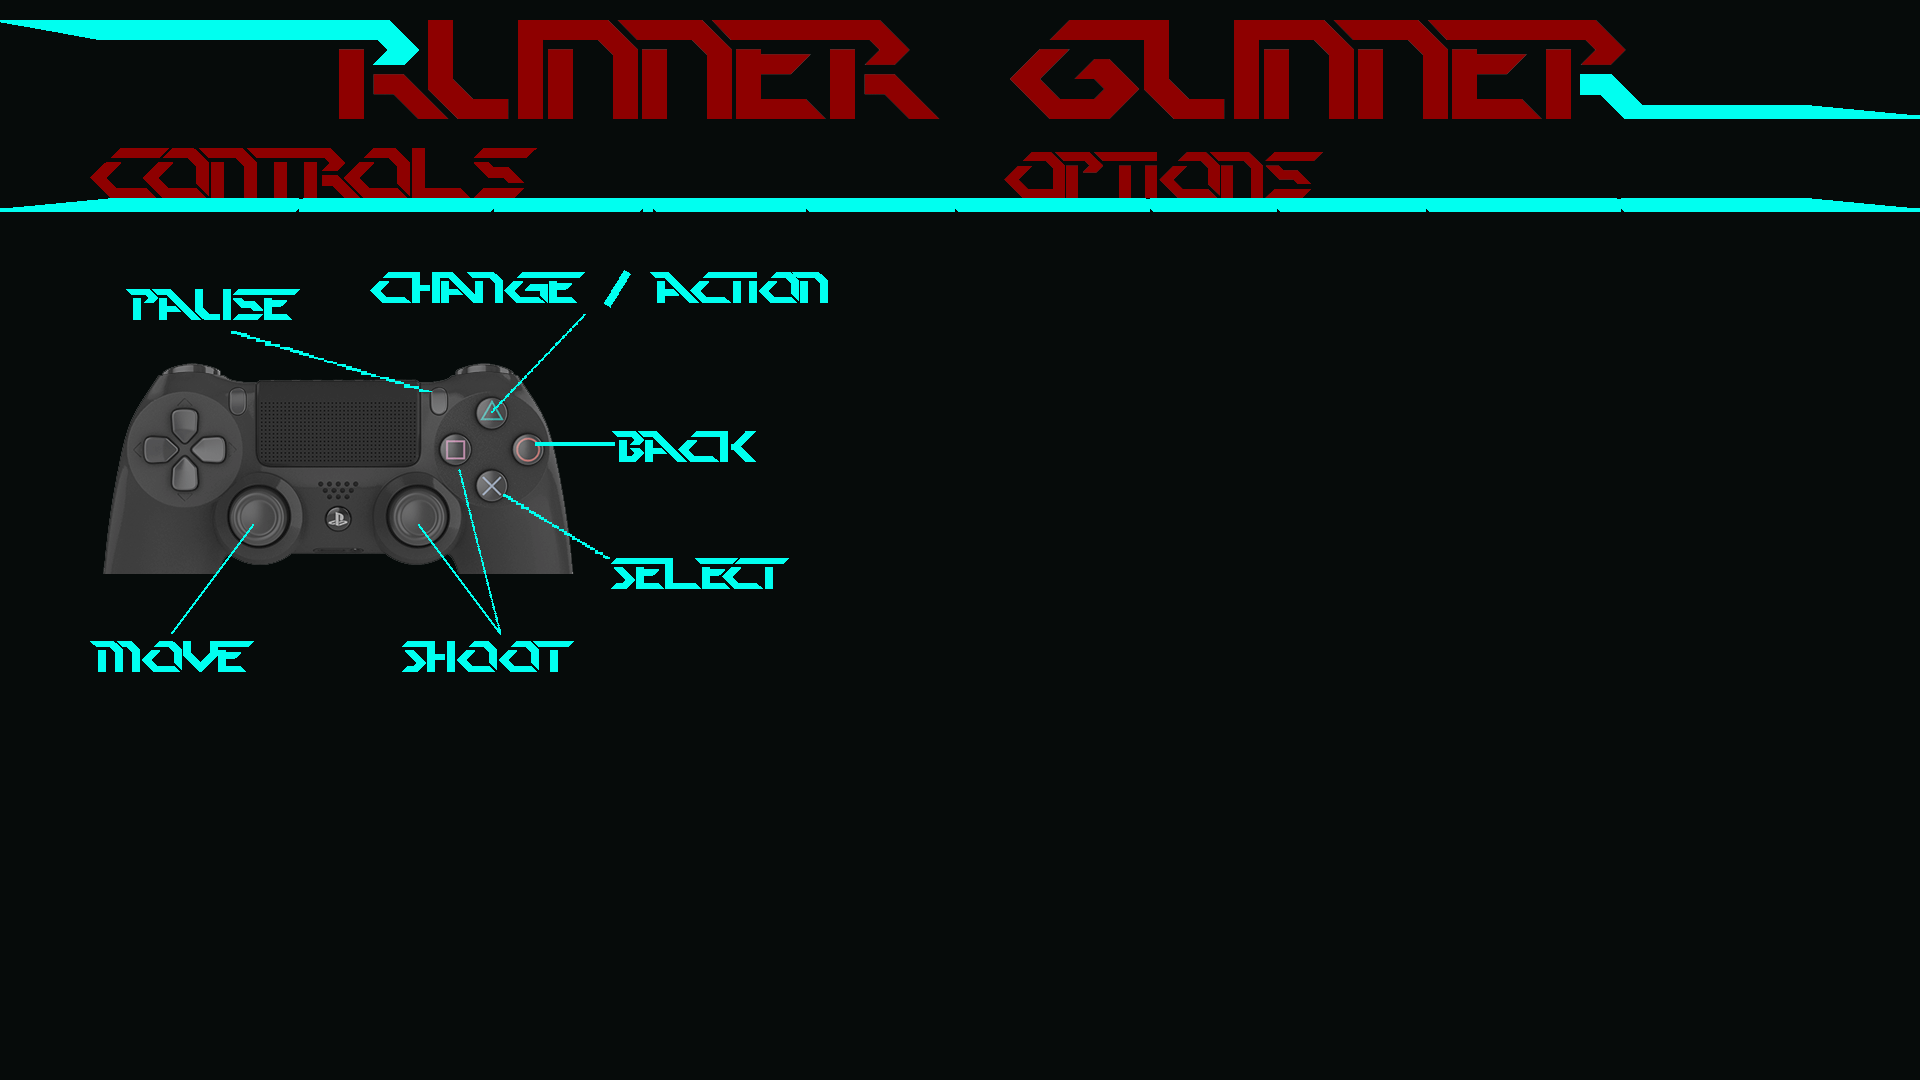 RUNNER GUNNER
CONTROLS OPTIONS
PAUSE CHANGE / ACTION
BACK
SELECT
MOVE SHOOT